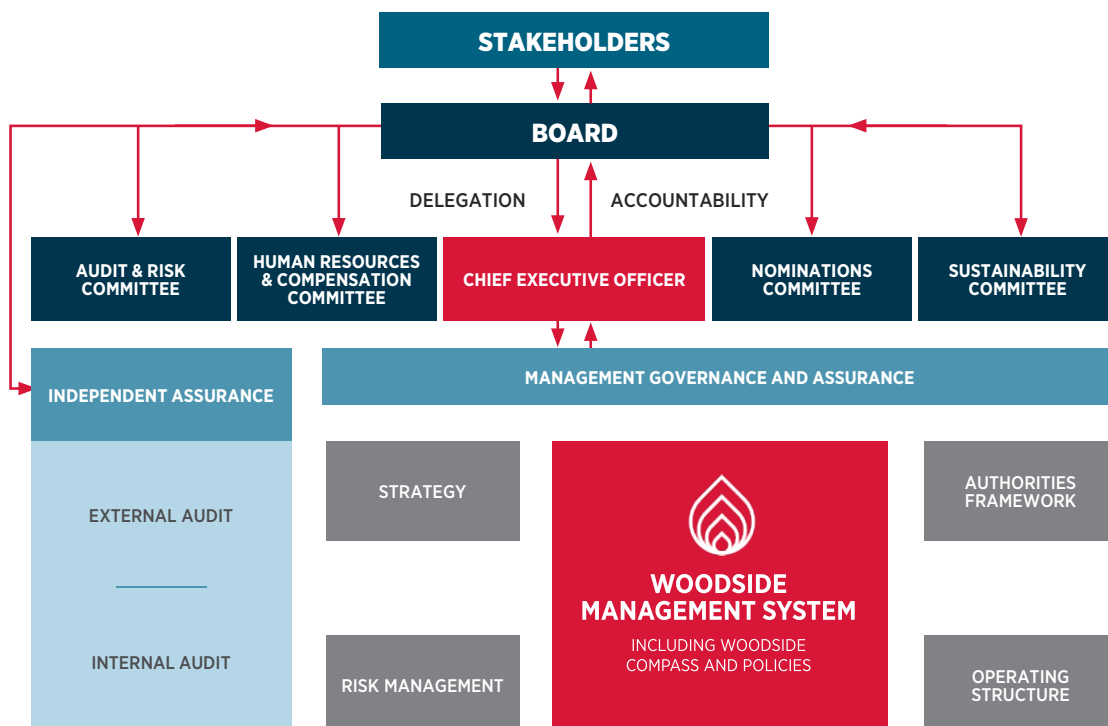 STAKEHOLDERS
BOARD
DELEGATION
ACCOUNTABILITY
AUDIT & RISK
COMMITTEE
HUMAN RESOURCES
& COMPENSATION
COMMITTEE
CHIEF EXECUTIVE OFFICER
NOMINATIONS
COMMITTEE
SUSTAINABILITY
COMMITTEE
INDEPENDENT ASSURANCE
MANAGEMENT GOVERNANCE AND ASSURANCE
EXTERNAL AUDIT
INTERNAL AUDIT
STRATEGY
RISK MANAGEMENT
WOODSIDE
MANAGEMENT SYSTEM
INCLUDING WOODSIDE
COMPASS AND POLICIES
AUTHORITIES
FRAMEWORK
OPERATING
STRUCTURE